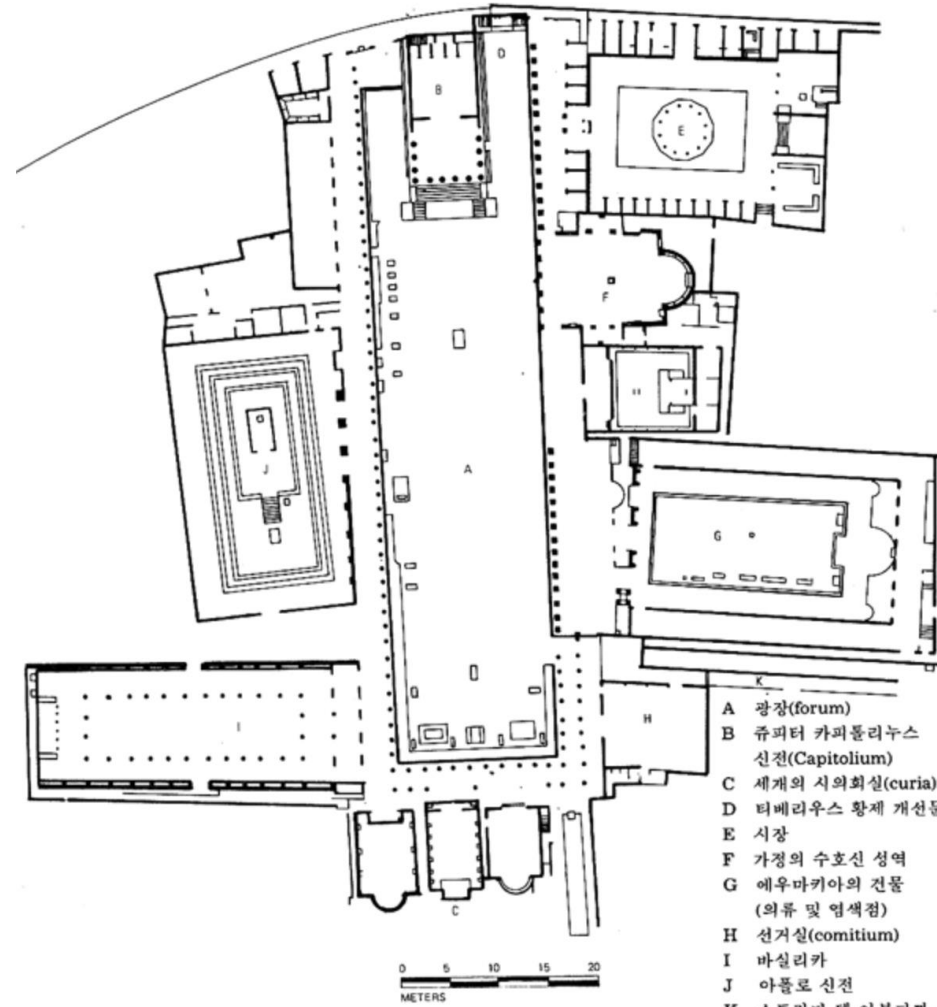 B
D
E
F
II
J
A
G
K
I
H
C
0 5 10 15 20
METERS
A 광장(forum)
B 쥬피터 카피톨리누스
신전(Capitolium)
C 세개의 시의회실(curia)
D 티베리우스 황제 개선문
E 시장
F 가정의 수호신 성역
G 에우마키아의 건물
(의류 및 염색점)
H 선거실(comitium)
I 바실리카
J 아폴로 신전
K